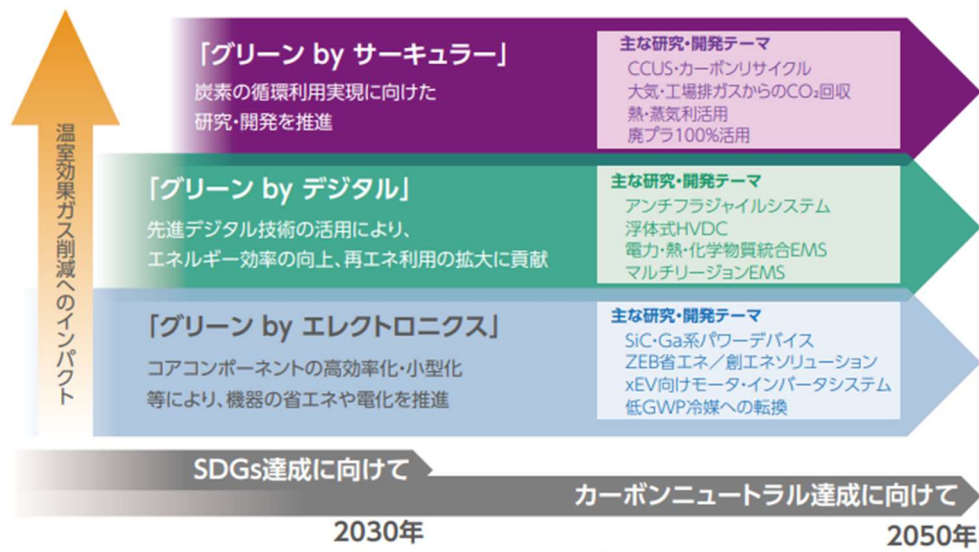 温室効果ガス削減へのインパクト
「グリーン by サーキュラー」
炭素の循環利用実現に向けた
研究・開発を推進
主な研究・開発テーマ
CCUS・カーボンリサイクル
大気・工場排ガスからのCO₂回収
熱・蒸気利活用
廃プラ100%活用
「グリーン by デジタル」
先進デジタル技術の活用により、
エネルギー効率の向上、再エネ利用の拡大に貢献
主な研究・開発テーマ
アンチフラジャイルシステム
浮体式HVDC
電力・熱・化学物質統合EMS
マルチリージョンEMS
「グリーン by エレクトロニクス」
コアコンポーネントの高効率化・小型化
等により、機器の省エネや電化を推進
主な研究・開発テーマ
SiC・Ga系パワーデバイス
ZEB省エネ／創エネソリューション
xEV向けモータ・インバータシステム
低GWP冷媒への転換
SDGs達成に向けて
カーボンニュートラル達成に向けて
2030年
2050年